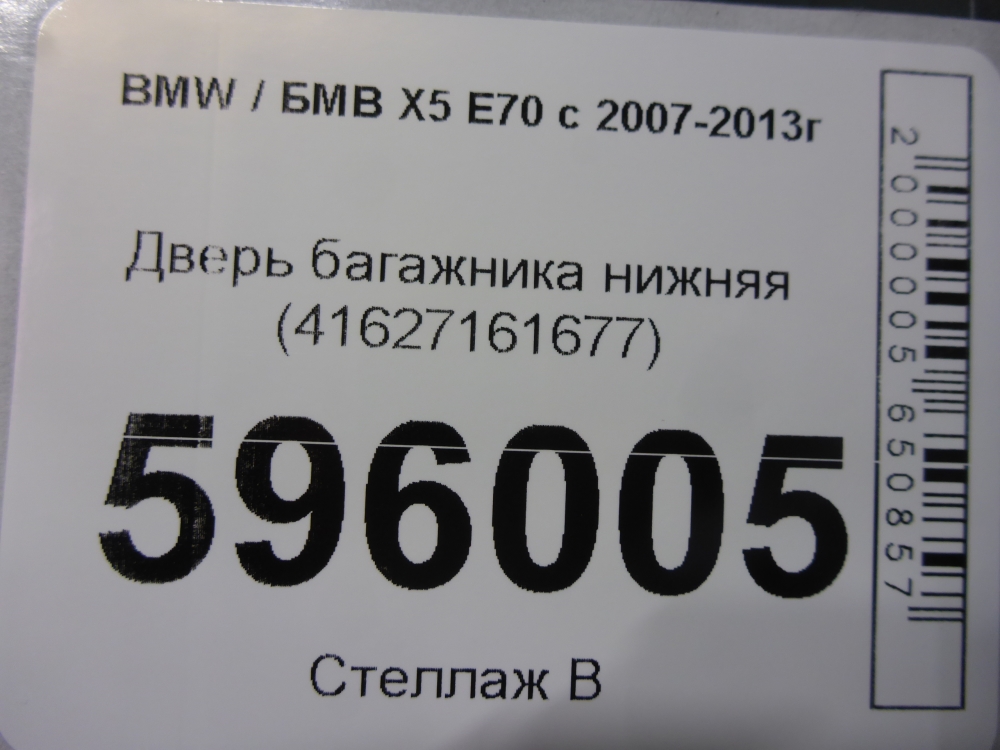 BMW / БМВ X5 E70 с 2007-2013г
Дверь багажника нижняя
(41627161677)
596005
Стеллаж В
2000005650857